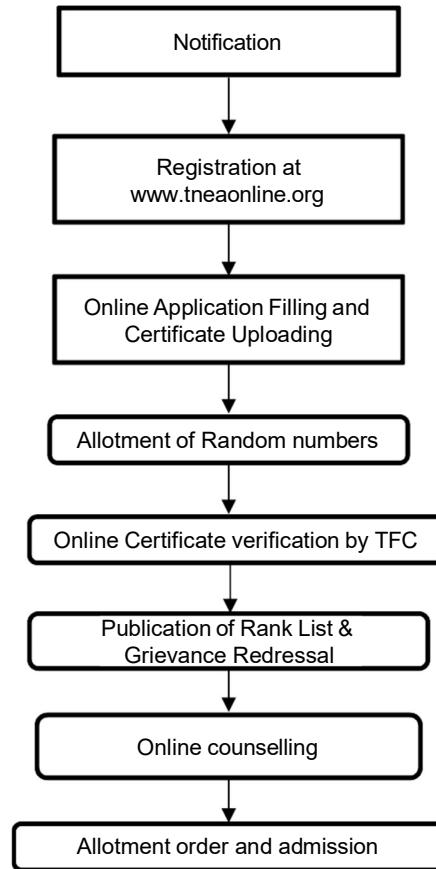 Notification
Registration at
www.tneaonline.org
Online Application Filling and
Certificate Uploading
Allotment of Random numbers
Online Certificate verification by TFC
Publication of Rank List &
Grievance Redressal
Online counselling
Allotment order and admission